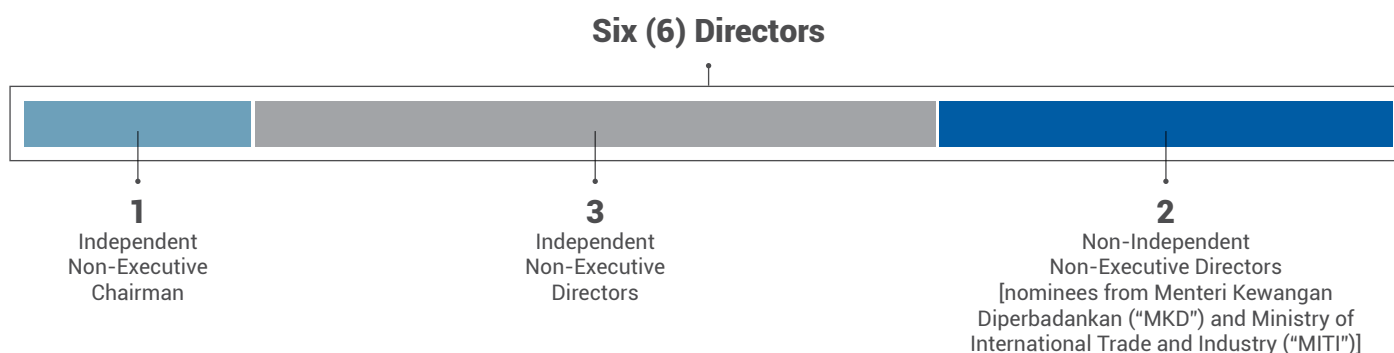 Six (6) Directors
1
Independent
Non-Executive
Chairman
3
Independent
Non-Executive
Directors
2
Non-Independent
Non-Executive Directors
[nominees from Menteri Kewangan
Diperbadankan (“MKD”) and Ministry of
International Trade and Industry (“MITI”)]